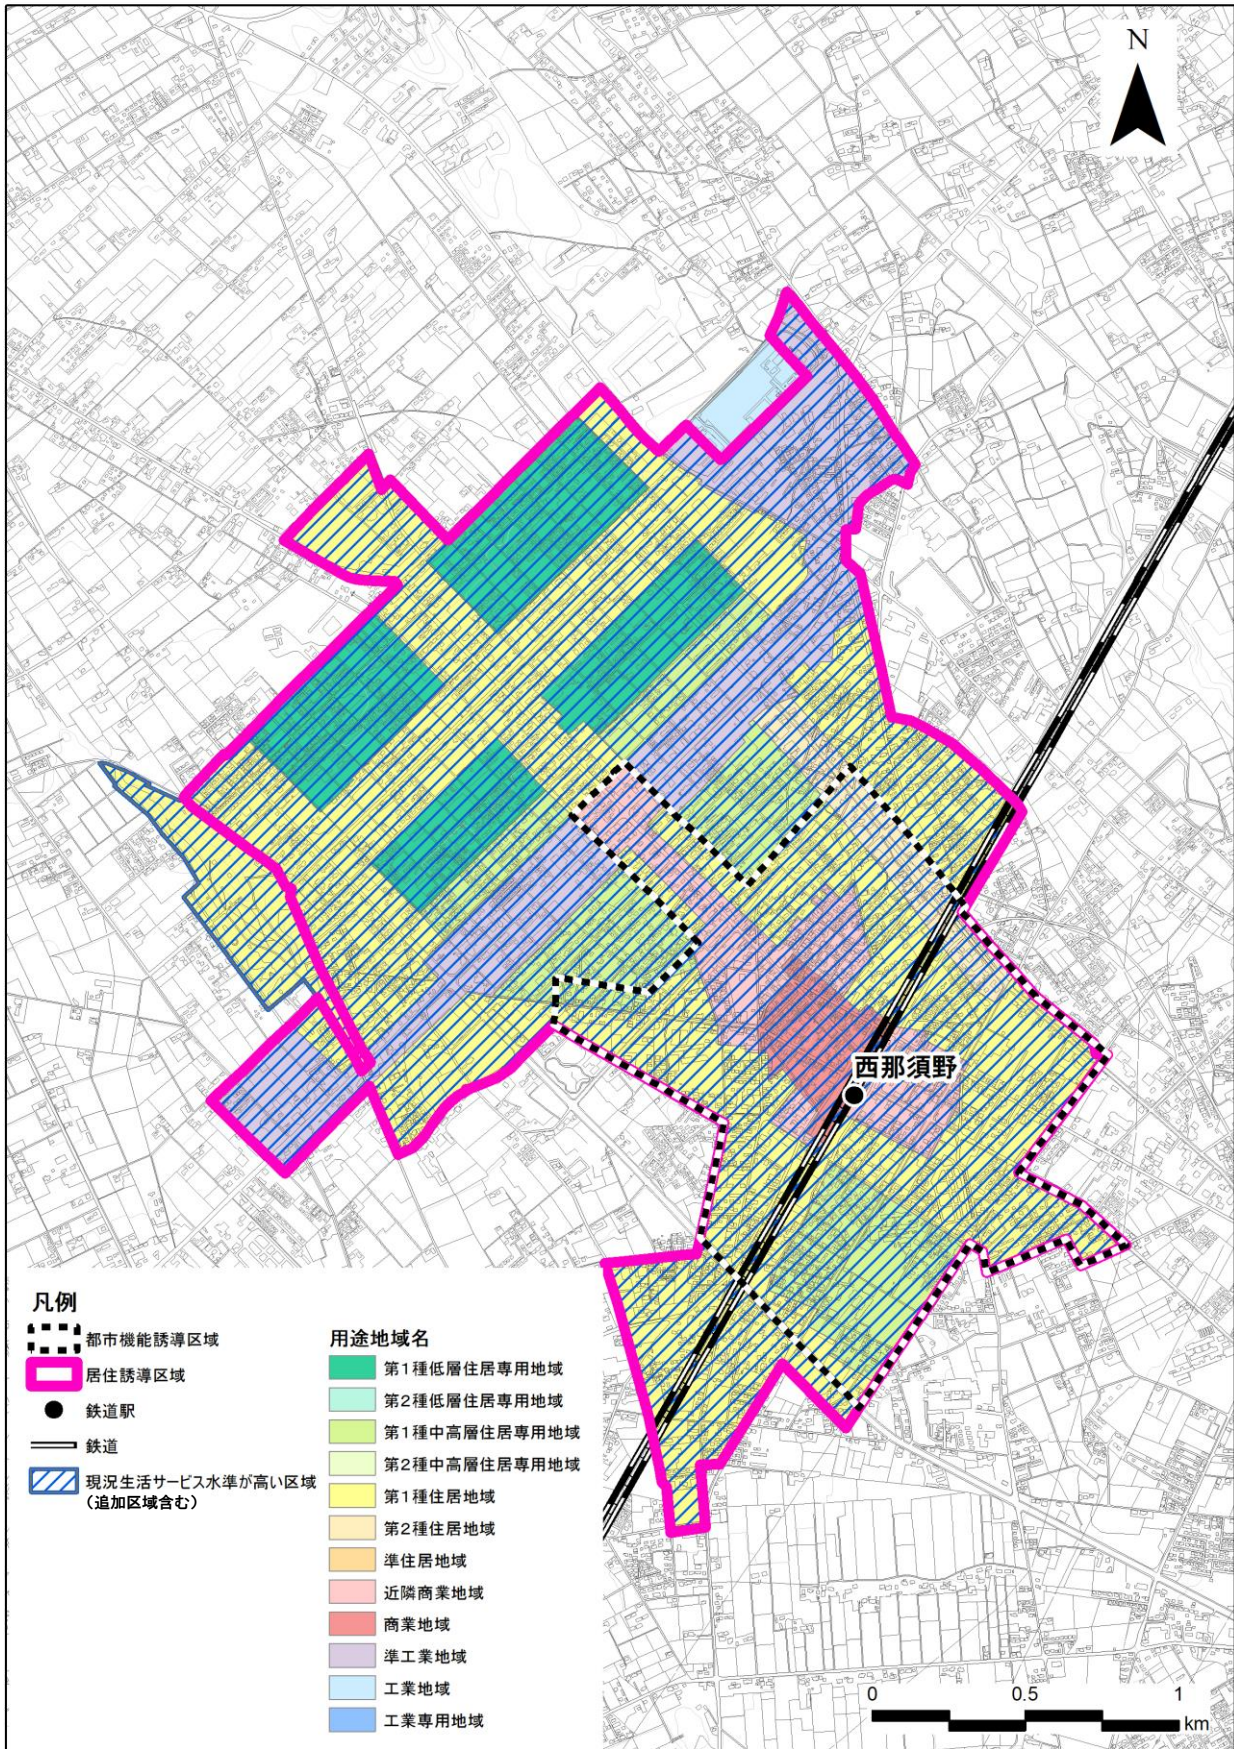 N
西那須野
凡例
都市機能誘導区域
居住誘導区域
鉄道駅
鉄道
現況生活サービス水準が高い区域
(追加区域含む)
用途地域名
第1種低層住居専用地域
第2種低層住居専用地域
第1種中高層住居専用地域
第2種中高層住居専用地域
第1種住居地域
第2種住居地域
準住居地域
近隣商業地域
商業地域
準工業地域
工業地域
工業専用地域
0 0.5 1
km